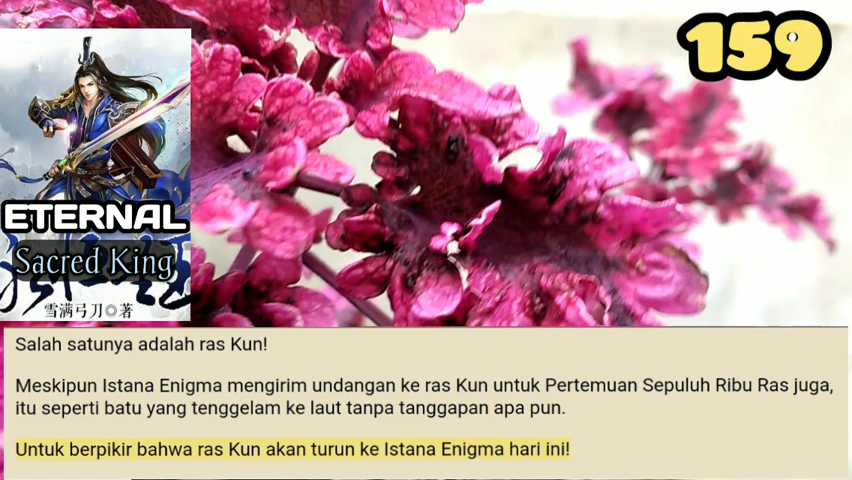 159
ETERNAL
Sacred King
雪满弓刀◎著
Salah satunya adalah ras Kun!
Meskipun Istana Enigma mengirim undangan ke ras Kun untuk Pertemuan Sepuluh Ribu Ras juga,
itu seperti batu yang tenggelam ke laut tanpa tanggapan apa pun.
Untuk berpikir bahwa ras Kun akan turun ke Istana Enigma hari ini!